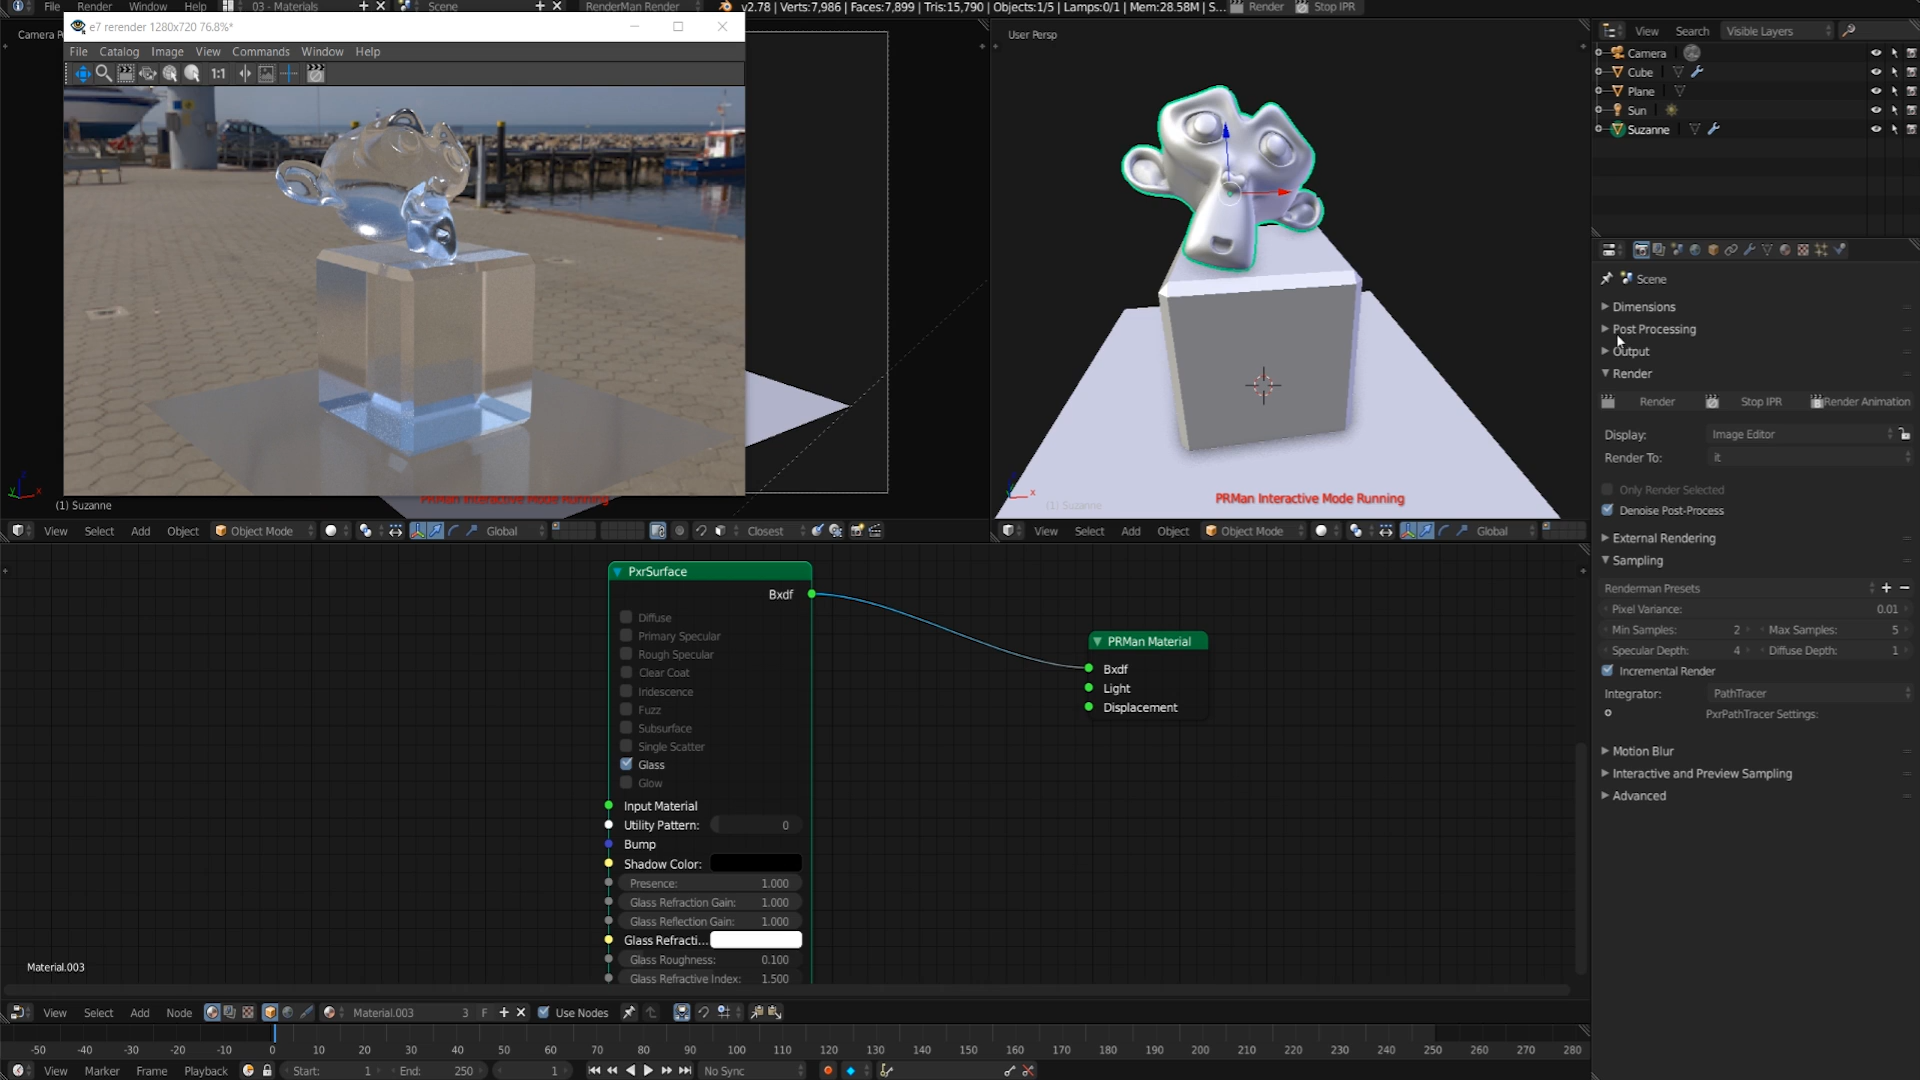 File Render Window Help 03 - Materials Scene RenderMan Render v2.78 | Verts:7,986 | Faces:7,899 | Tris:15,790 | Objects:1/5 | Lamps:0/1 | Mem:28.58M | S... Render Stop IPR
e7 rerender 1280x720 76.8%*
File Catalog Image View Commands Window Help
1:1
User Persp
PRMan Interactive Mode Running
(1) Suzanne
View Select Add Object Object Mode Global Closest
PRMan Interactive Mode Running
(1) Suzanne
View Select Add Object Object Mode Global
View Search Visible Layers
Camera
Cube
Plane
Sun
Suzanne
Scene
Dimensions
Post Processing
Output
Render
Render Stop IPR Render Animation
Display: Image Editor
Render To: it
Only Render Selected
Denoise Post-Process
External Rendering
Sampling
Renderman Presets
Pixel Variance: 0.01
Min Samples: 2 Max Samples: 5
Specular Depth: 4 Diffuse Depth: 1
Incremental Render
Integrator: PathTracer
PxrPathTracer Settings:
Motion Blur
Interactive and Preview Sampling
Advanced
PxrSurface
Bxdf
Diffuse
Primary Specular
Rough Specular
Clear Coat
Iridescence
Fuzz
Subsurface
Single Scatter
Glass
Glow
Input Material
Utility Pattern: 0
Bump
Shadow Color:
Presence: 1.000
Glass Refraction Gain: 1.000
Glass Reflection Gain: 1.000
Glass Refracti...
Glass Roughness: 0.100
Glass Refractive Index: 1.500
PRMan Material
Bxdf
Light
Displacement
Material.003
View Select Add Node Material.003 3 F Use Nodes
-50 -40 -30 -20 -10 0 10 20 30 40 50 60 70 80 90 100 110 120 130 140 150 160 170 180 190 200 210 220 230 240 250 260 270 280
View Marker Frame Playback Start: 1 End: 250 1 No Sync